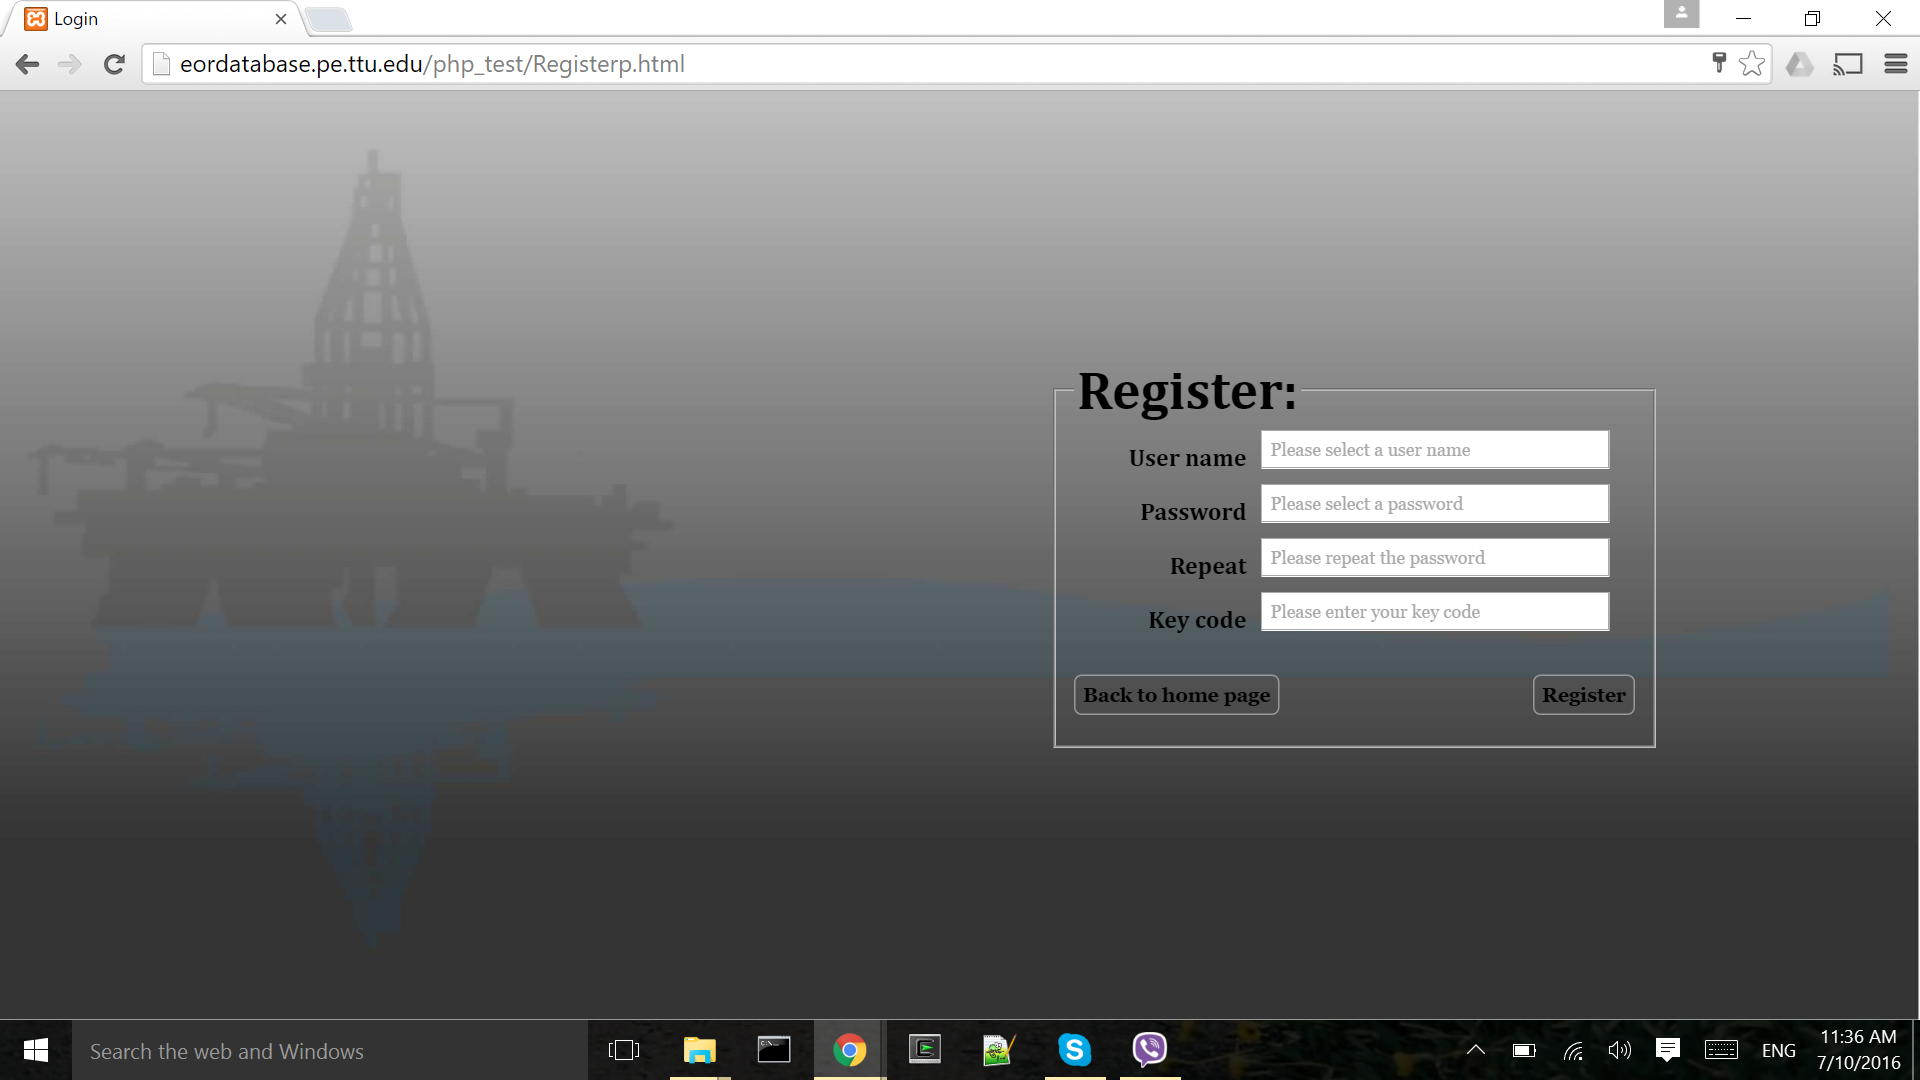 Login
eordatabase.pe.ttu.edu/php_test/Registerp.html
Register:
User name Please select a user name
Password Please select a password
Repeat Please repeat the password
Key code Please enter your key code
Back to home page Register
Search the web and Windows
ENG
11:36 AM
7/10/2016